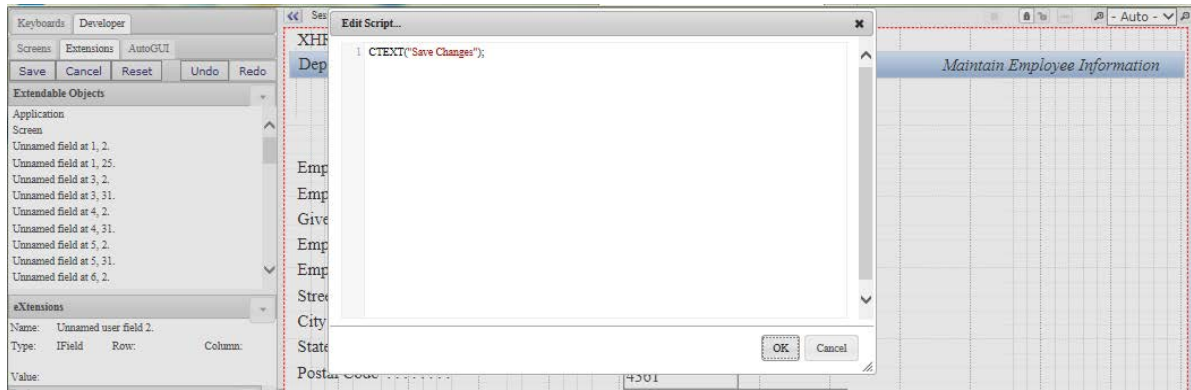 Keyboards Developer
Screens Extensions AutoGUI
Save Cancel Reset Undo Redo
Extendable Objects
Application
Screen
Unnamed field at 1, 2.
Unnamed field at 1, 25.
Unnamed field at 3, 2.
Unnamed field at 3, 31.
Unnamed field at 4, 2.
Unnamed field at 4, 31.
Unnamed field at 5, 2.
Unnamed field at 5, 31.
Unnamed field at 6, 2.
eXtensions
Name: Unnamed user field 2.
Type: IField Row: Column:
Value:
Ses
- Auto -
XHR
Dep
Maintain Employee Information
Emp
Emp
Give
Emp
Emp
Stree
City
State
Postal Code . . . . . . . .
4561
Edit Script...
1 CTEXT("Save Changes");
OK Cancel